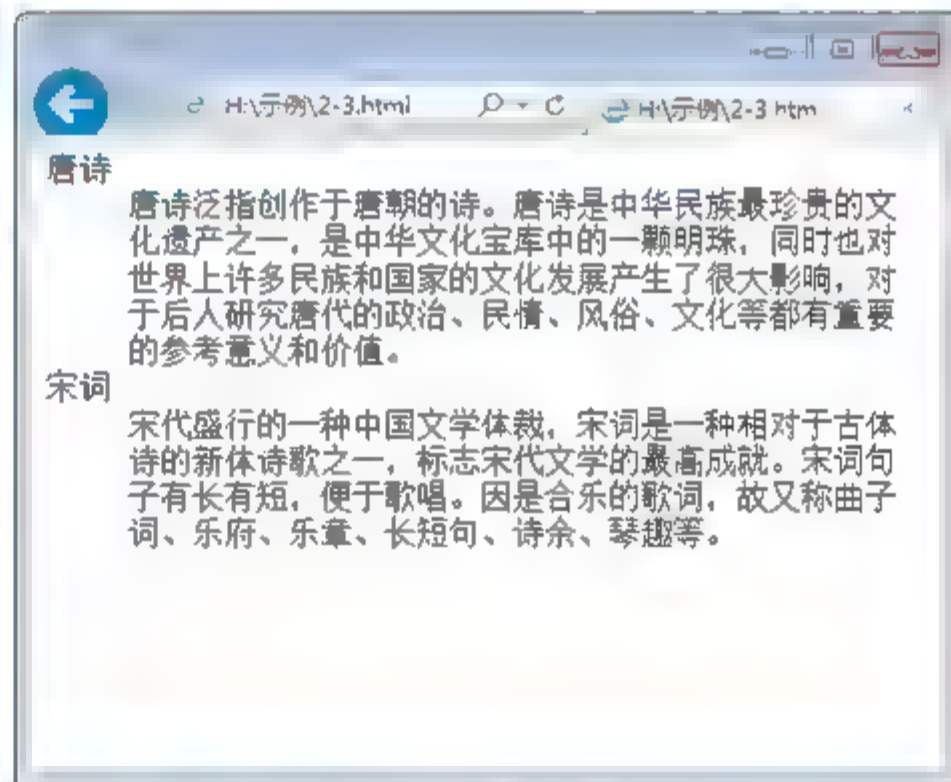 H:\示例\2-3.html
H:\示例\2-3 htm
唐诗
唐诗泛指创作于唐朝的诗。唐诗是中华民族最珍贵的文
化遗产之一，是中华文化宝库中的一颗明珠，同时也对
世界上许多民族和国家的文化发展产生了很大影响，对
于后人研究唐代的政治、民情、风俗、文化等都有重要
的参考意义和价值。
宋词
宋代盛行的一种中国文学体裁，宋词是一种相对于古体
诗的新体诗歌之一，标志宋代文学的最高成就。宋词句
子有长有短，便于歌唱。因是合乐的歌词，故又称曲子
词、乐府、乐章、长短句、诗余、琴趣等。